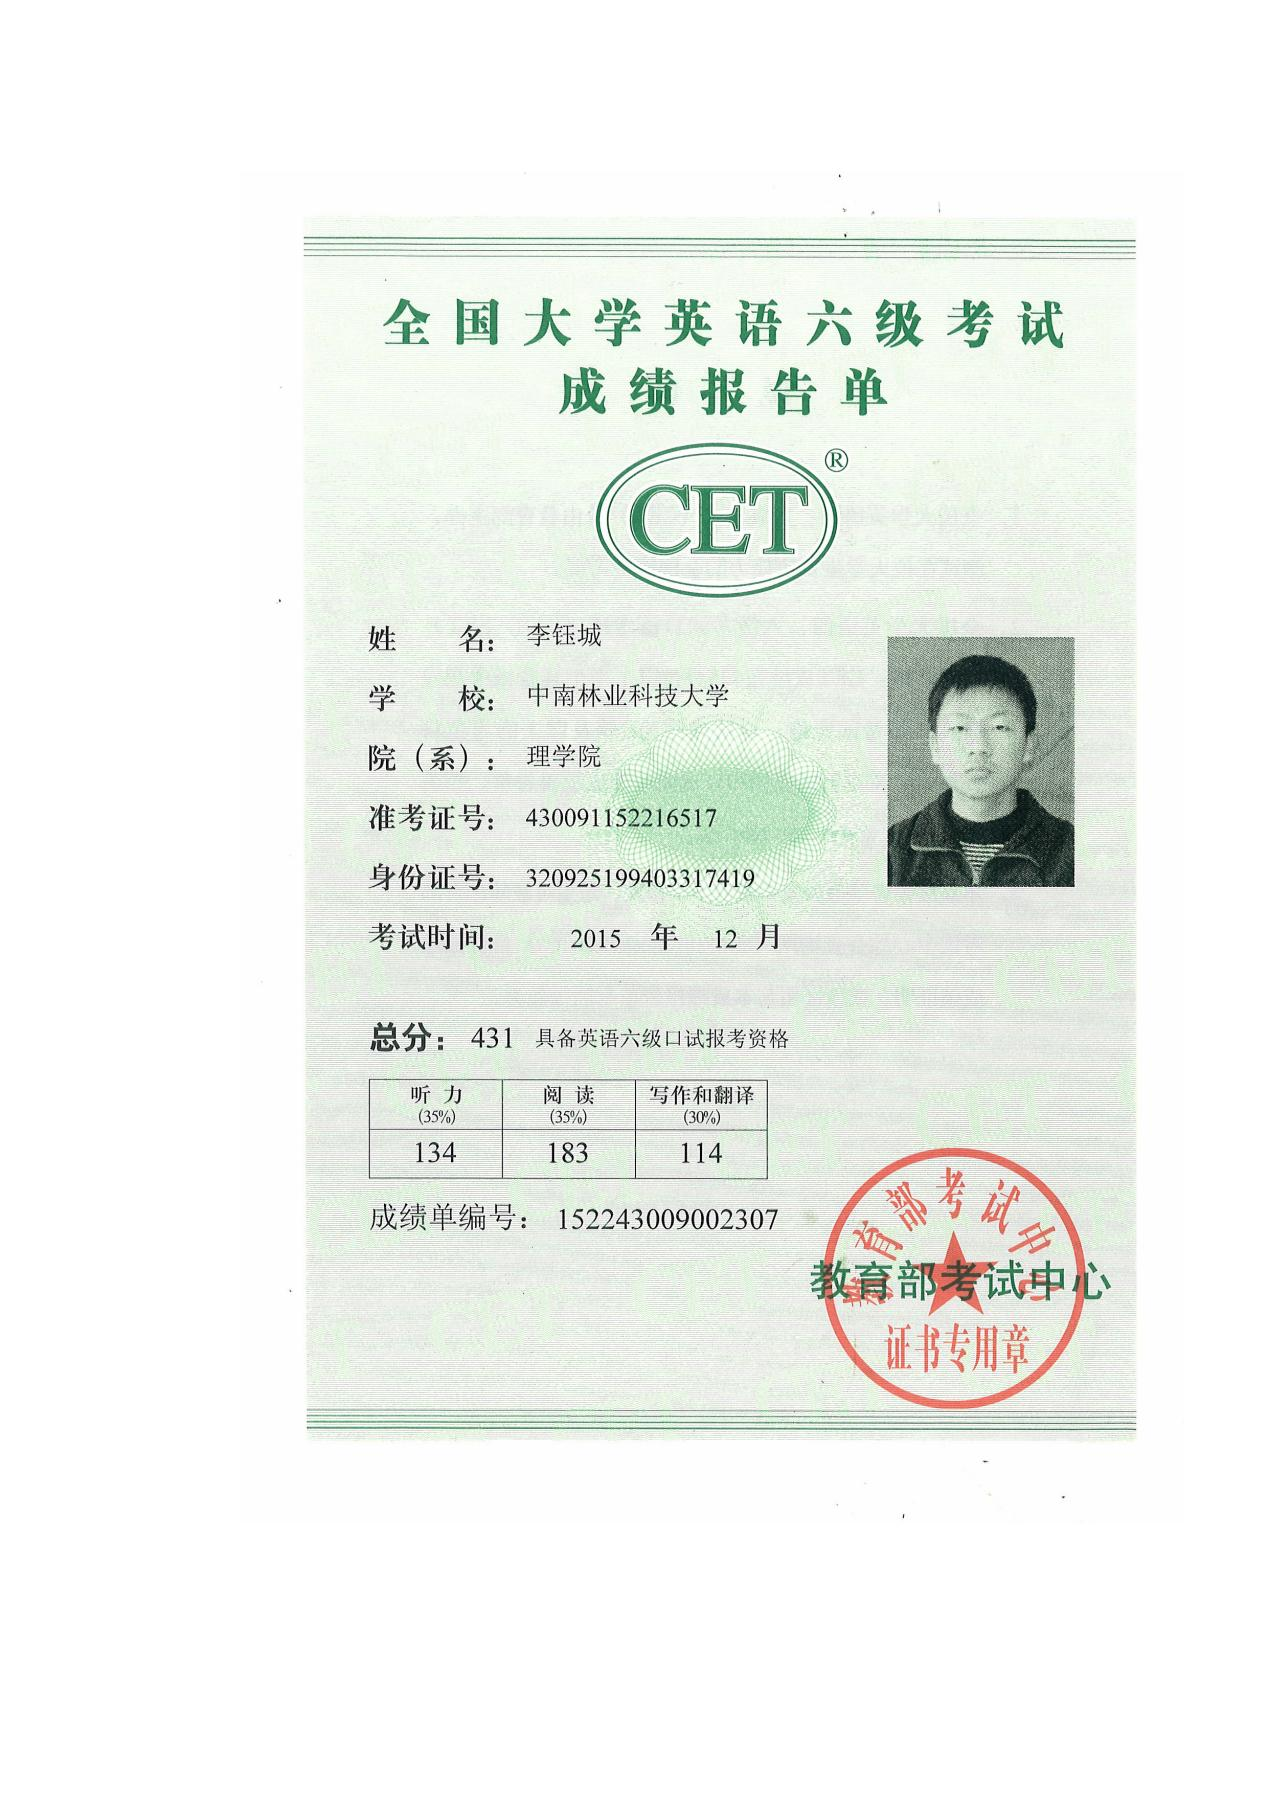 全国大学英语六级考试
成绩报告单
CET®
姓 名： 李钰城
学 校： 中南林业科技大学
院（系）： 理学院
准考证号： 430091152216517
身份证号： 320925199403317419
考试时间： 2015 年 12 月
总分： 431 具备英语六级口试报考资格
听 力 阅 读 写作和翻译
(35%) (35%) (30%)
134 183 114
成绩单编号： 152243009002307
教育部考试中心
教育部考试中心
证书专用章